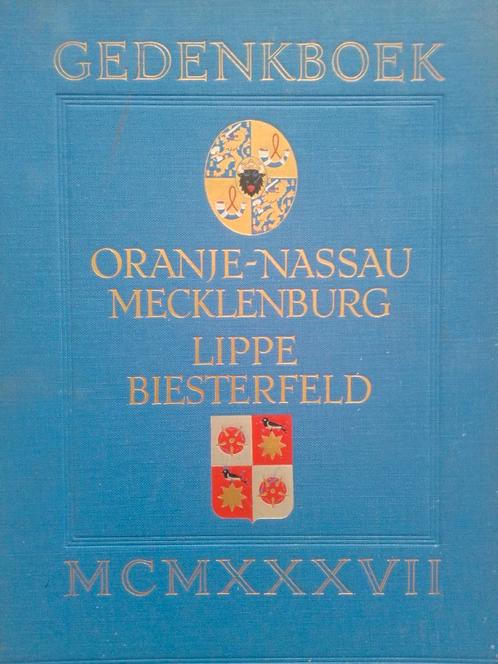 GEDENKBOEK
ORANJE-NASSAU
MECKLENBURG
LIPPE
BIESTERFELD
MCMXXXVII